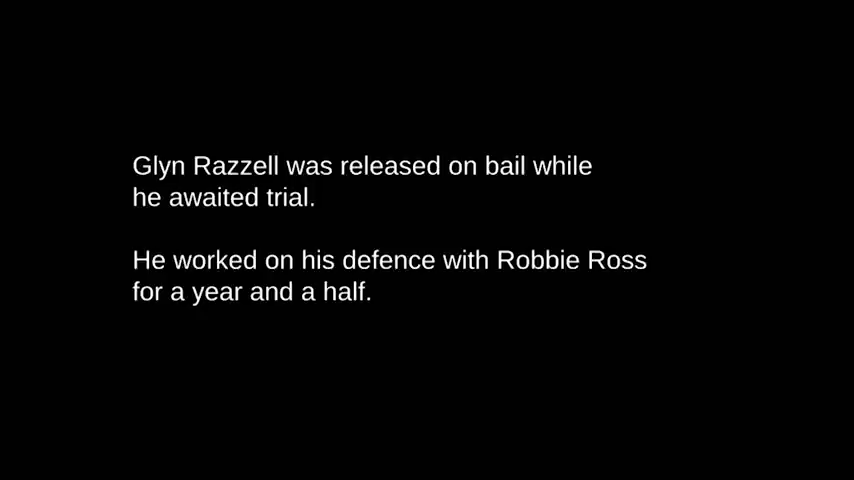 Glyn Razzell was released on bail while
he awaited trial.
He worked on his defence with Robbie Ross
for a year and a half.